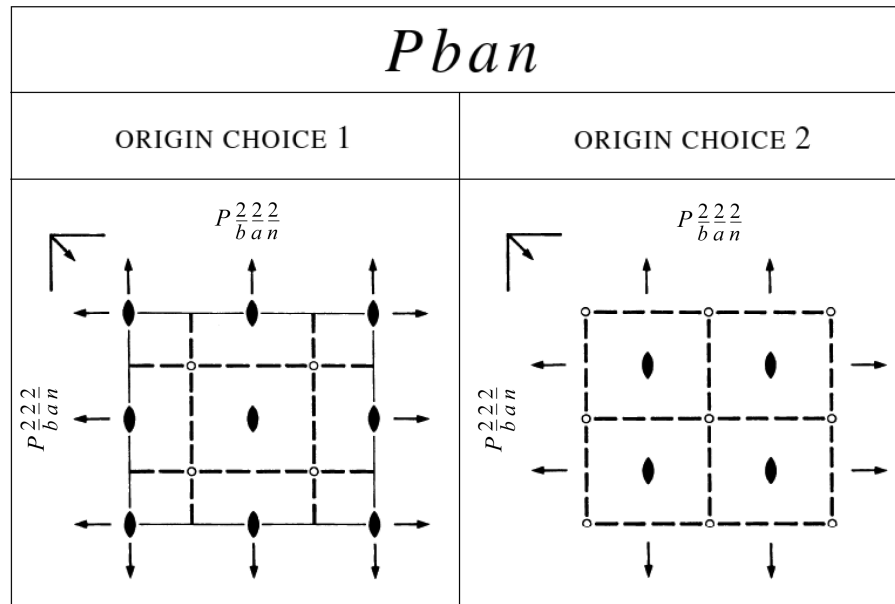 Pban
ORIGIN CHOICE 1
ORIGIN CHOICE 2
P 2/b 2/a 2/n
P 2/b 2/a 2/n
P 2/b 2/a 2/n
P 2/b 2/a 2/n